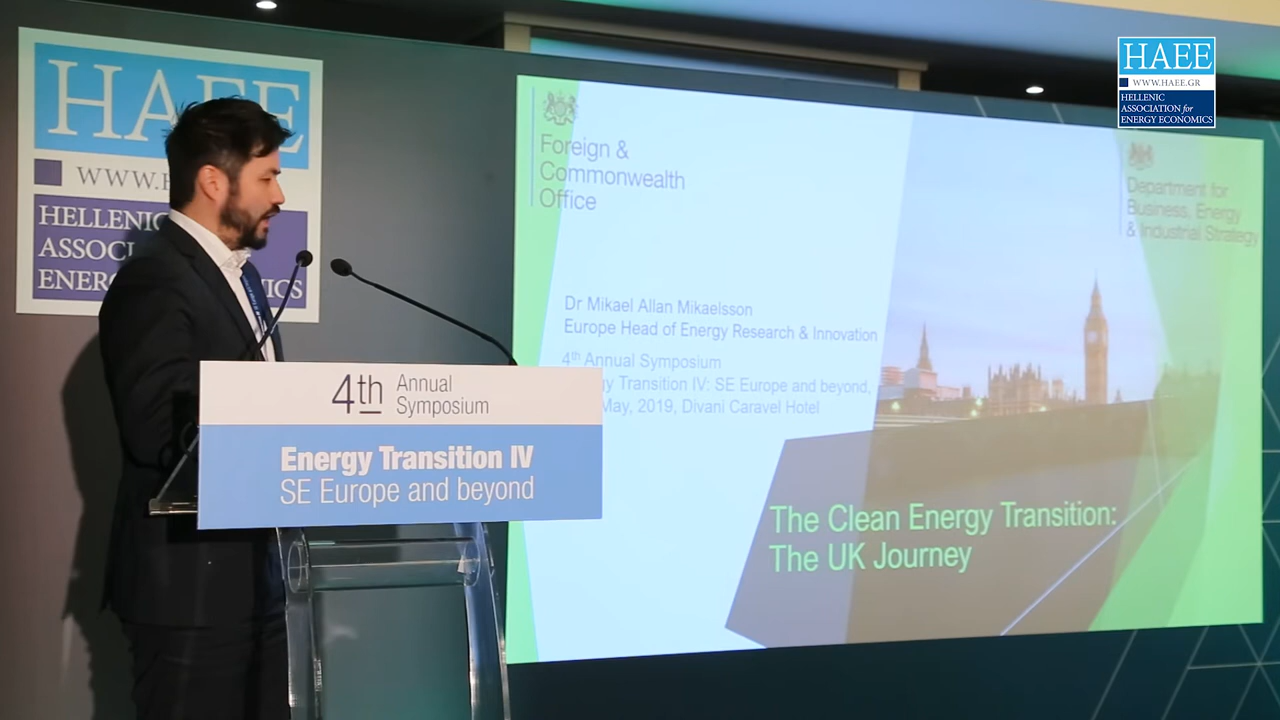 HAEE
WWW.HAEE.GR
HELLENIC
ASSOCIATION for
ENERGY ECONOMICS
HAEE
HELLENIC
Foreign &
Commonwealth
Office
Department for
Business, Energy
& Industrial Strategy
Dr Mikael Allan Mikaelsson
Europe Head of Energy Research & Innovation
4th Annual Symposium
Transition IV: SE Europe and beyond,
May, 2019, Divani Caravel Hotel
The Clean Energy Transition:
The UK Journey
4th Annual
Symposium
Energy Transition IV
SE Europe and beyond